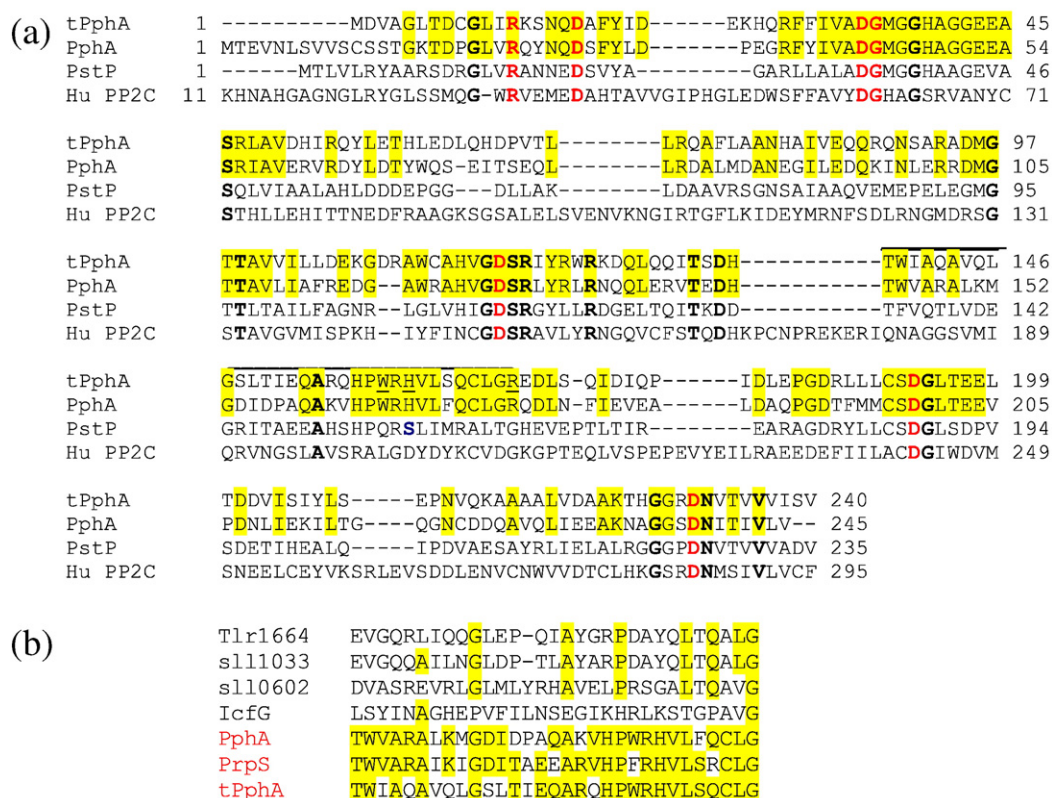 (a)
tPphA 1 --------MDVAGLTDCGLIRKSNQDAFYID-------EKHQRFFIVADGMGGHAGGEEA 45
PphA 1 MTEVNLSVVSCSSTGKTDPGLVRQYNQDSFYLD-------PEGRFYIVADGMGGHAGGEEA 54
PstP 1 ------MTLVLRYAARSDRGLVRANNEDSVYA--------GARLLALADGMGGHAAGEVA 46
Hu PP2C 11 KHNAHGAGNGLRYGLSSMQG-WRVEMEDAHTAVVGIPHGLEDWSFFAVYDGHAGSRVANYC 71
tPphA SRLAVDHIRQYLETHLEDLQHDPVTL--------LRQAFLAANHAIVEQQRQNSARADMG 97
PphA SRIAVERVRDYLDTYWQS-EITSEQL--------LRDALMDANEGILEDQKINLERRDMG 105
PstP SQLVIAALAHLDDDEPGG--DLLAK---------LDAAVRSGNSAIAAQVEMEPELEGMG 95
Hu PP2C STHLLEHITTNEDFRAAGKSGSALELSVENVKNGIRTGFLKIDEYMRNFSDLRNGMDRSG 131
tPphA TTAVVILLDEKGDRAWCAHVGDSRIYRWRKDQLQQITSDH-----------TWIAQAVQL 146
PphA TTAVLIAFREDG--AWRAHVGDSRLYRLRNQQLERVTEDH-----------TWVARALKM 152
PstP TTLTAILFAGNR--LGLVHIGDSRGYLLRDGELTQITKDD-----------TFVQTLVDE 142
Hu PP2C STAVGVMISPKH--IYFINCGDSRAVLYRNGQVCFSTQDHKPCNPREKERIQNAGGSVMI 189
tPphA GSLTIEQARQHPWRHVLSQCLGREDLS-QIDIQP-----IDLEPGDRLLLCSDGLTEEL 199
PphA GDIDPAQAKVHPWRHVLFQCLGRQDLN-FIEVEA-----LDAQPGDTFMMCSDGLTEEV 205
PstP GRITAEEAHSHPQRSLIMRALTGHEVEPTLTIR------EARAGDRYLLCSDGLSDPV 194
Hu PP2C QRVNGSLAVSRALGDYDYKCVDGKGPTEQLVSPEPEVYEILRAEEDEFIILACDGIWDVM 249
tPphA TDDVISIYLS-----EPNVQKAAAALVDAAKTHGGRDNVTVVVISV 240
PphA PDNLIEKILTG----QGNCDDQAVQLIEEAKNAGGSDNITIVLV-- 245
PstP SDETIHEALQ-----IPDVAESAYRLIELALRGGGPDNVTVVVADV 235
Hu PP2C SNEELCEYVKSRLEVSDDLENVCNWVVDTCLHKGSRDNMSIVLVCF 295
(b)
Tlr1664 EVGQRLIQQGLEP-QIAYGRPDAYQLTQALG
sll1033 EVGQQAILNGLDP-TLAYARPDAYQLTQALG
sll0602 DVASREVRLGLMLYRHAVELPRSGALTQAVG
IcfG LSYINAGHEPVFILNSEGIKHRLKSTGPAVG
PphA TWVARALKMGDIDPAQAKVHPWRHVLFQCLG
PrpS TWVARAIKIGDITAEEARVHPFRHVLSRCLG
tPphA TWIAQAVQLGSLTIEQARQHPWRHVLSQCLG